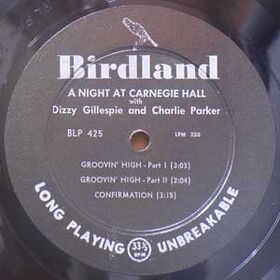 Birdland
A NIGHT AT CARNEGIE HALL
with
Dizzy Gillespie and Charlie Parker
BLP 425 LPM 250
GROOVIN' HIGH - Part I (3:03)
GROOVIN' HIGH - Part II (2:04)
CONFIRMATION (3:15)
LONG PLAYING 33⅓ RPM UNBREAKABLE